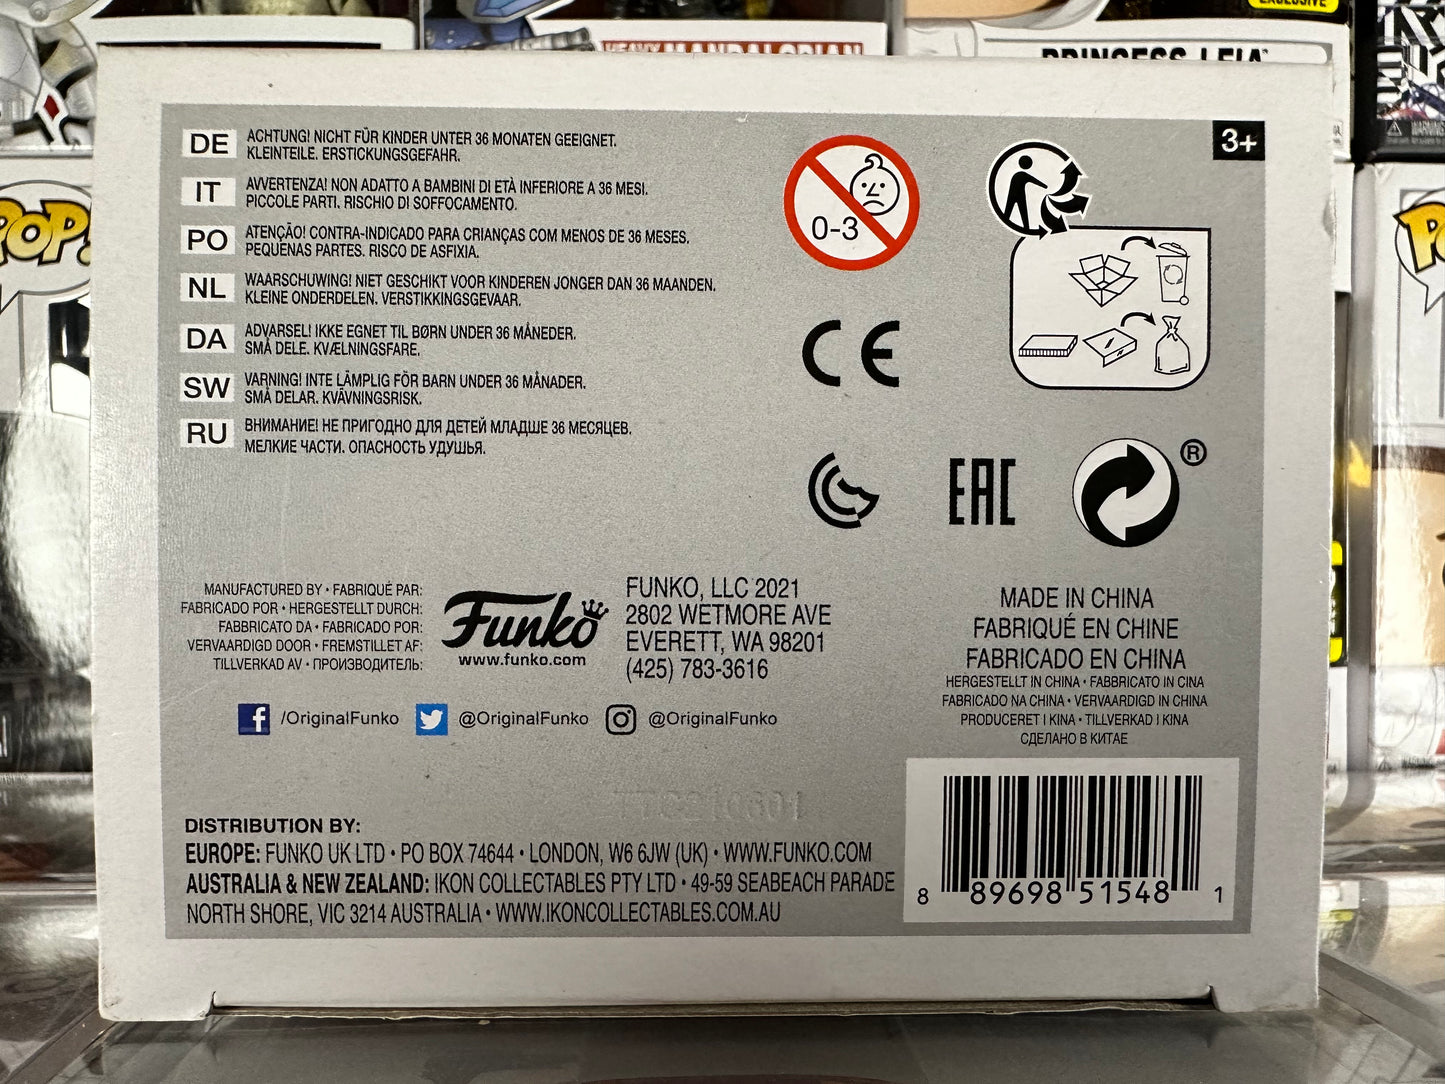 EXCLUSIVE
HEAVY MANDALORIAN
PRINCESS LEIA
POP!
WARNING
DE ACHTUNG! NICHT FÜR KINDER UNTER 36 MONATEN GEEIGNET.
KLEINTEILE. ERSTICKUNGSGEFAHR.
IT AVVERTENZA! NON ADATTO A BAMBINI DI ETÀ INFERIORE A 36 MESI.
PICCOLE PARTI. RISCHIO DI SOFFOCAMENTO.
PO ATENÇÃO! CONTRA-INDICADO PARA CRIANÇAS COM MENOS DE 36 MESES.
PEQUENAS PARTES. RISCO DE ASFIXIA.
NL WAARSCHUWING! NIET GESCHIKT VOOR KINDEREN JONGER DAN 36 MAANDEN.
KLEINE ONDERDELEN. VERSTIKKINGSGEVAAR.
DA ADVARSEL! IKKE EGNET TIL BØRN UNDER 36 MÅNEDER.
SMÅ DELE. KVÆLNINGSFARE.
SW VARNING! INTE LÄMPLIG FÖR BARN UNDER 36 MÅNADER.
SMÅ DELAR. KVÄVNINGSRISK.
RU ВНИМАНИЕ! НЕ ПРИГОДНО ДЛЯ ДЕТЕЙ МЛАДШЕ 36 МЕСЯЦЕВ.
МЕЛКИЕ ЧАСТИ. ОПАСНОСТЬ УДУШЬЯ.
0-3
3+
CE
EAC
®
MANUFACTURED BY • FABRIQUÉ PAR:
FABRICADO POR • HERGESTELLT DURCH:
FABBRICATO DA • FABRICADO POR:
VERVAARDIGD DOOR • FREMSTILLET AF:
TILLVERKAD AV • ПРОИЗВОДИТЕЛЬ:
Funko
www.funko.com
FUNKO, LLC 2021
2802 WETMORE AVE
EVERETT, WA 98201
(425) 783-3616
MADE IN CHINA
FABRIQUÉ EN CHINE
FABRICADO EN CHINA
HERGESTELLT IN CHINA • FABBRICATO IN CINA
FABRICADO NA CHINA • VERVAARDIGD IN CHINA
PRODUCERET I KINA • TILLVERKAD I KINA
СДЕЛАНО В КИТАЕ
f /OriginalFunko @OriginalFunko @OriginalFunko
DISTRIBUTION BY:
EUROPE: FUNKO UK LTD • PO BOX 74644 • LONDON, W6 6JW (UK) • WWW.FUNKO.COM
AUSTRALIA & NEW ZEALAND: IKON COLLECTABLES PTY LTD • 49-59 SEABEACH PARADE
NORTH SHORE, VIC 3214 AUSTRALIA • WWW.IKONCOLLECTABLES.COM.AU
8 89698 51548 1